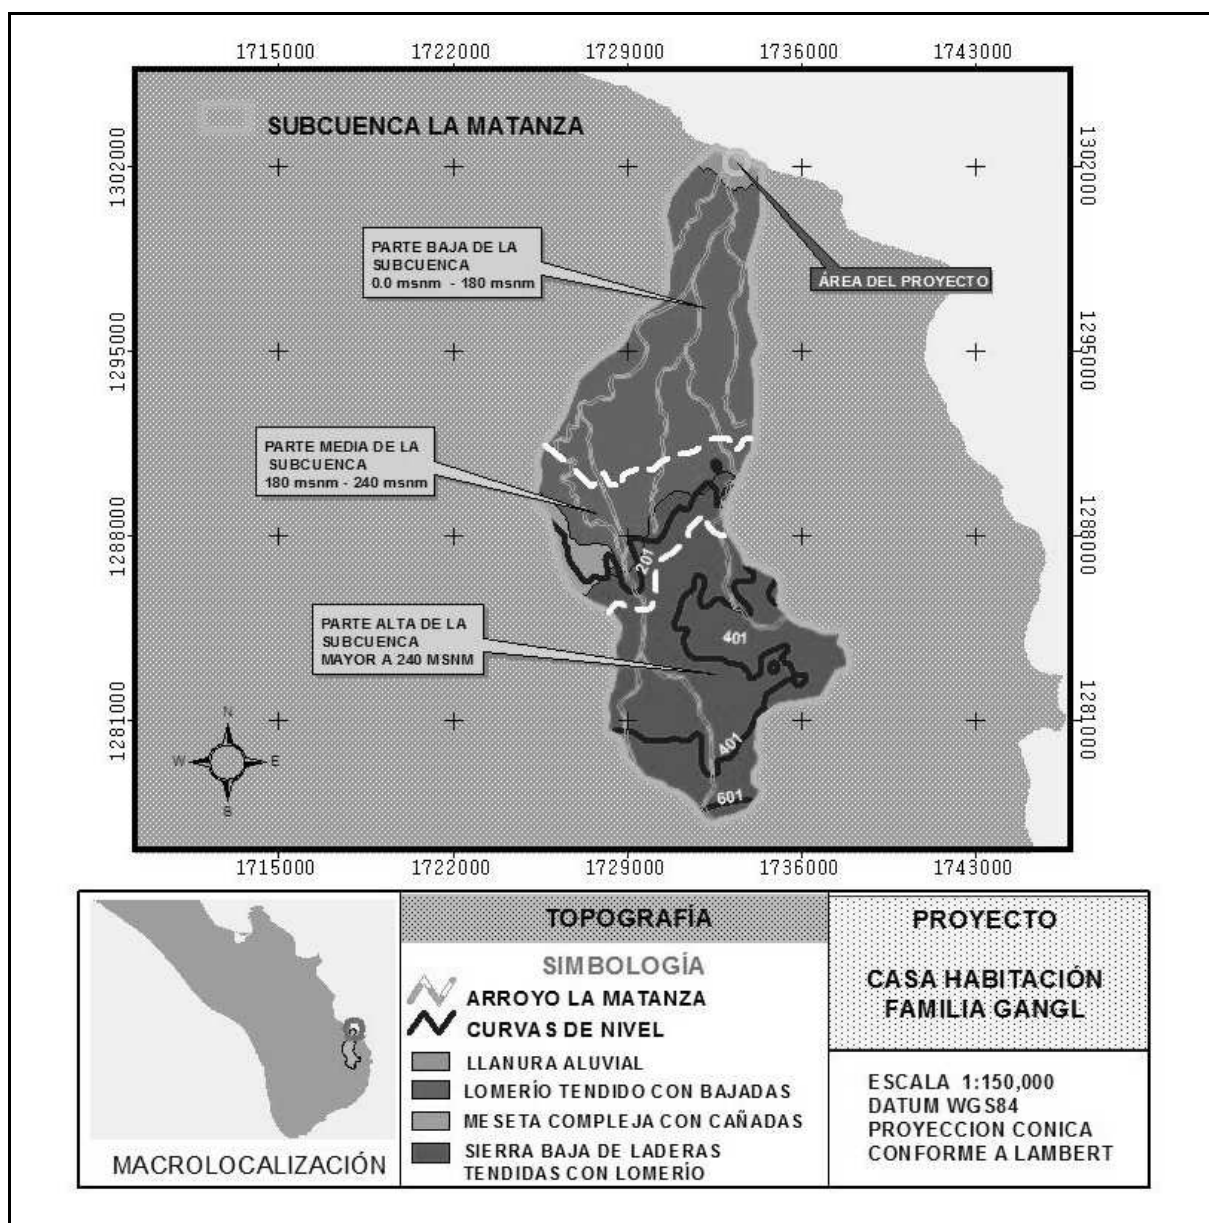 1715000 1722000 1729000 1736000 1743000
SUBCUENCA LA MATANZA
1302000
1302000
PARTE BAJA DE LA
SUBCUENCA
0.0 msnm - 180 msnm
ÁREA DEL PROYECTO
1295000
1295000
PARTE MEDIA DE LA
SUBCUENCA
180 msnm - 240 msnm
1288000
1288000
201
PARTE ALTA DE LA
SUBCUENCA
MAYOR A 240 MSNM
401
1281000
1281000
401
601
N
W E
S
1715000 1722000 1729000 1736000 1743000
MACROLOCALIZACIÓN
TOPOGRAFÍA
SIMBOLOGÍA
ARROYO LA MATANZA
CURVAS DE NIVEL
LLANURA ALUVIAL
LOMERÍO TENDIDO CON BAJADAS
MESETA COMPLEJA CON CAÑADAS
SIERRA BAJA DE LADERAS
TENDIDAS CON LOMERÍO
PROYECTO
CASA HABITACIÓN
FAMILIA GANGL
ESCALA 1:150,000
DATUM WGS84
PROYECCION CONICA
CONFORME A LAMBERT